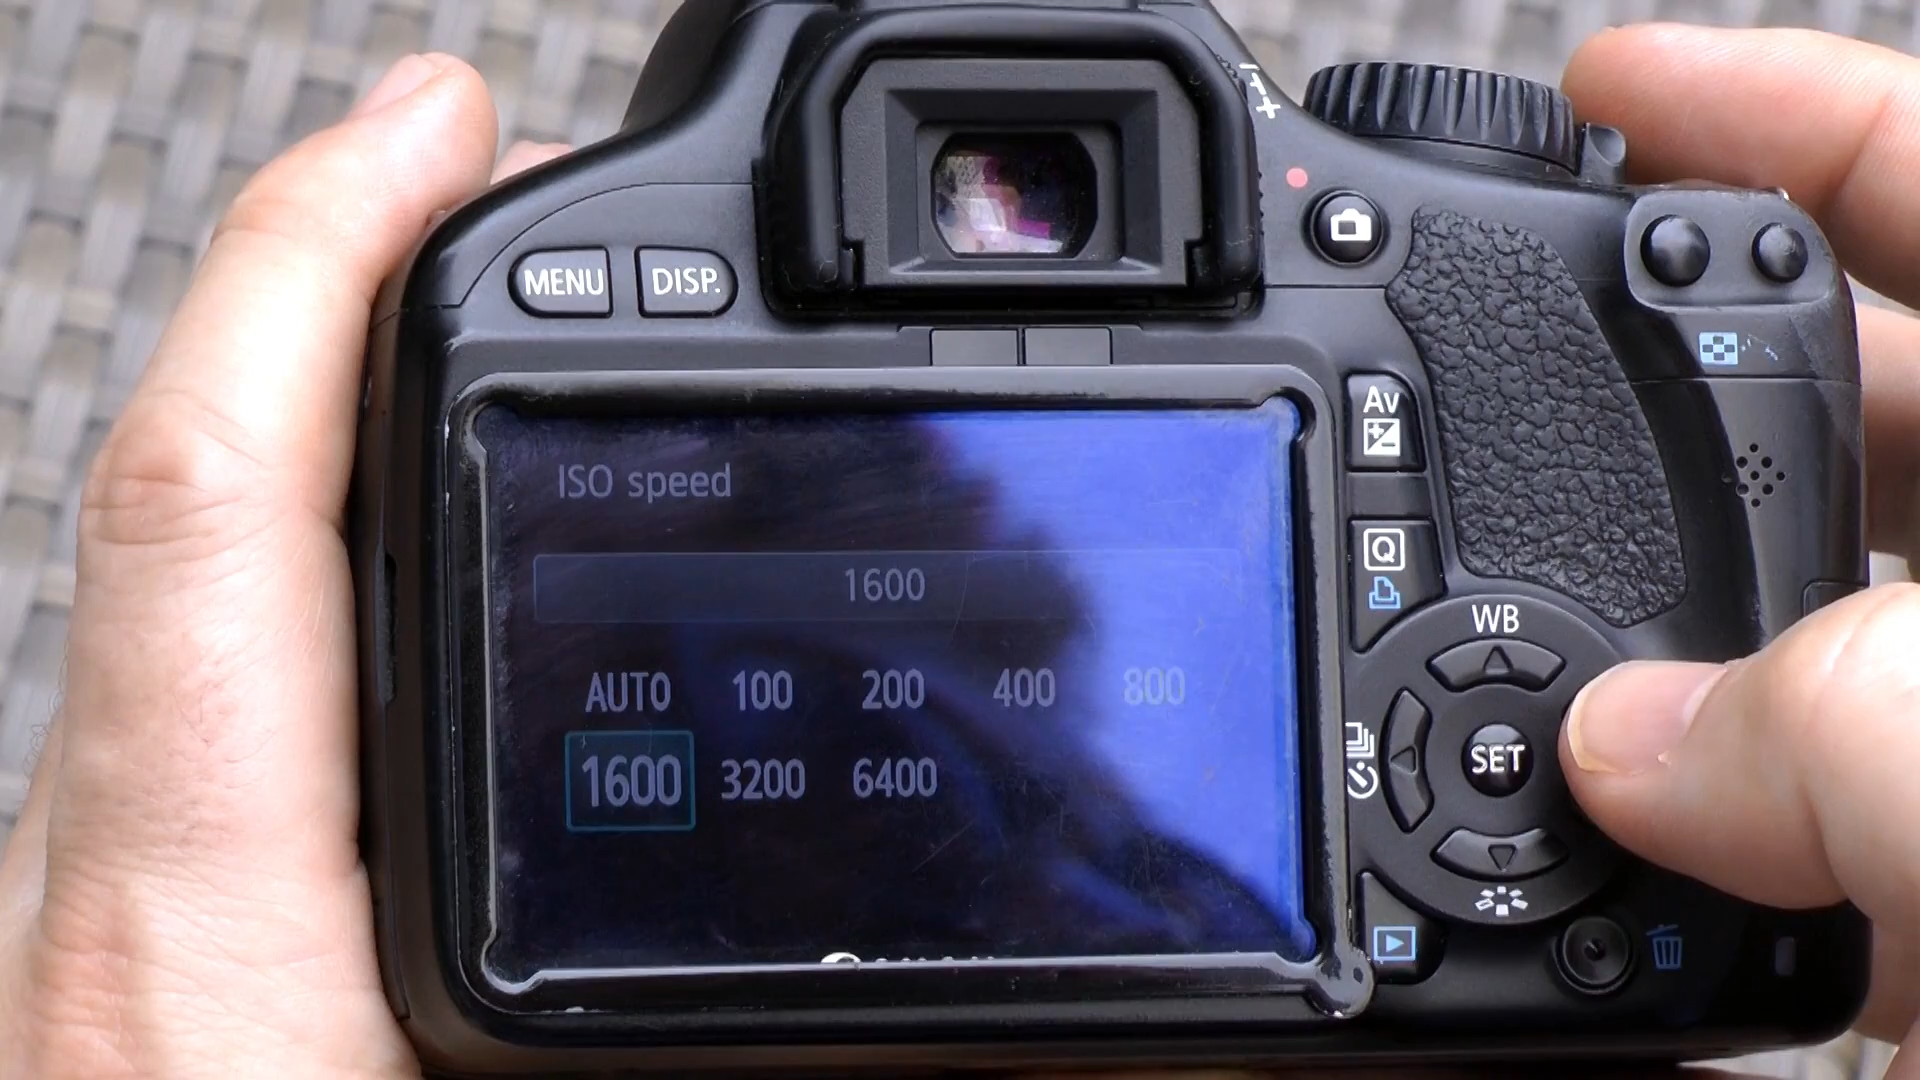 MENU DISP.
Av
ISO speed
1600
AUTO 100 200 400 800
1600 3200 6400
Q
WB
SET